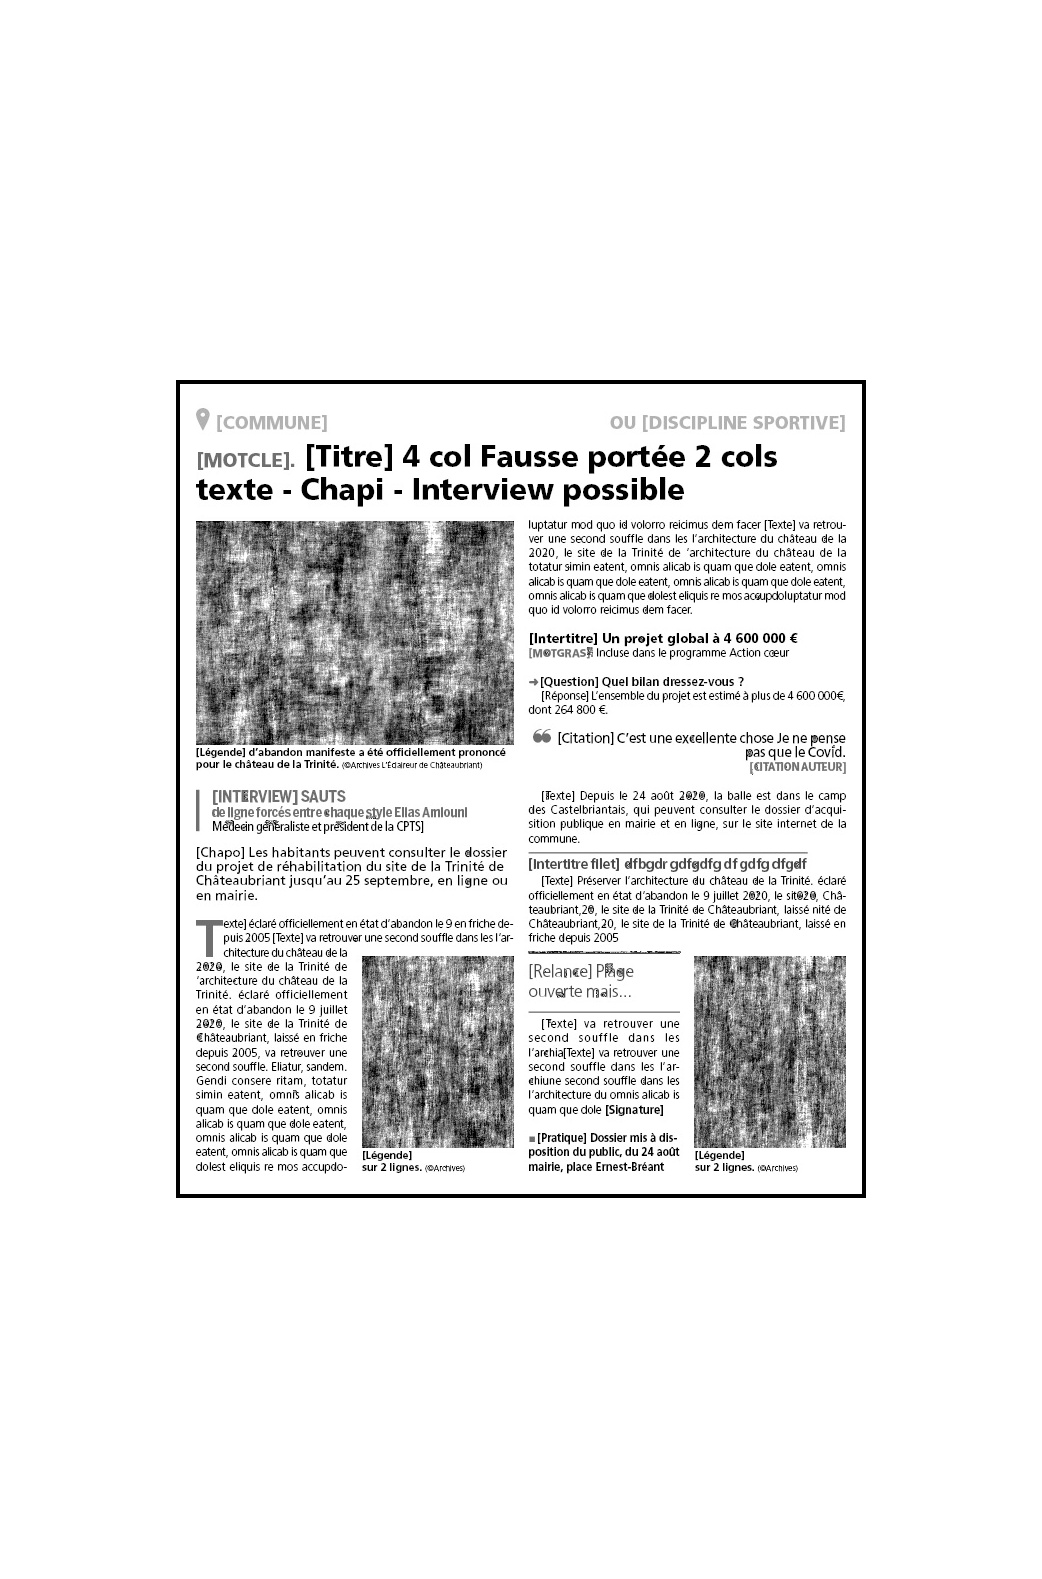 [COMMUNE]
OU [DISCIPLINE SPORTIVE]
[MOTCLE]. [Titre] 4 col Fausse portée 2 cols
texte - Chapi - Interview possible
[Légende] d’abandon manifeste a été officiellement prononcé
pour le château de la Trinité. (©Archives L’Éclaireur de Châteaubriant)
[INTERVIEW] SAUTS
de ligne forcés entre chaque style Elias Amiouni
Médecin généraliste et président de la CPTS]
[Chapo] Les habitants peuvent consulter le dossier
du projet de réhabilitation du site de la Trinité de
Châteaubriant jusqu’au 25 septembre, en ligne ou
en mairie.
Texte] éclaré officiellement en état d’abandon le 9 en friche de-
puis 2005 [Texte] va retrouver une second souffle dans les l’ar-
chitecture du château de la
2020, le site de la Trinité de
’architecture du château de la
Trinité. éclaré officiellement
en état d’abandon le 9 juillet
2020, le site de la Trinité de
Châteaubriant, laissé en friche
depuis 2005, va retrouver une
second souffle. Eliatur, sandem.
Gendi consere ritam, totatur
simin eatent, omnis alicab is
quam que dole eatent, omnis
alicab is quam que dole eatent,
omnis alicab is quam que dole
eatent, omnis alicab is quam que
dolest eliquis re mos accupdo-
[Légende]
sur 2 lignes. (©Archives)
luptatur mod quo id volorro reicimus dem facer [Texte] va retrou-
ver une second souffle dans les l’architecture du château de la
2020, le site de la Trinité de ’architecture du château de la
totatur simin eatent, omnis alicab is quam que dole eatent, omnis
alicab is quam que dole eatent, omnis alicab is quam que dole eatent,
omnis alicab is quam que dolest eliquis re mos accupdoluptatur mod
quo id volorro reicimus dem facer.
[Intertitre] Un projet global à 4 600 000 €
[MOTGRAS] Incluse dans le programme Action cœur
➜[Question] Quel bilan dressez-vous ?
[Réponse] L’ensemble du projet est estimé à plus de 4 600 000€,
dont 264 800 €.
❝ [Citation] C’est une excellente chose Je ne pense
pas que le Covid.
[CITATION AUTEUR]
[Texte] Depuis le 24 août 2020, la balle est dans le camp
des Castelbriantais, qui peuvent consulter le dossier d’acqui-
sition publique en mairie et en ligne, sur le site internet de la
commune.
[Intertitre filet] dfbgdr gdfgdfg df gdfg dfgdf
[Texte] Préserver l’architecture du château de la Trinité. éclaré
officiellement en état d’abandon le 9 juillet 2020, le site020, Châ-
teaubriant,20, le site de la Trinité de Châteaubriant, laissé nité de
Châteaubriant,20, le site de la Trinité de Châteaubriant, laissé en
friche depuis 2005
[Relance] Plage
ouverte mais...
[Texte] va retrouver une
second souffle dans les
l’archia[Texte] va retrouver une
second souffle dans les l’ar-
chiune second souffle dans les
l’architecture du omnis alicab is
quam que dole [Signature]
■ [Pratique] Dossier mis à dis-
position du public, du 24 août
mairie, place Ernest-Bréant
[Légende]
sur 2 lignes. (©Archives)